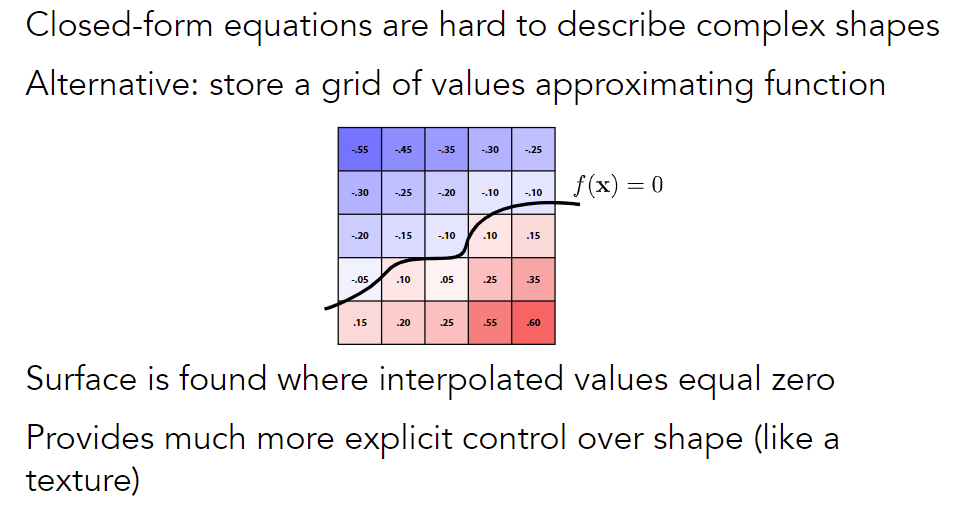 Closed-form equations are hard to describe complex shapes
Alternative: store a grid of values approximating function
-.55 -.45 -.35 -.30 -.25
-.30 -.25 -.20 -.10 -.10
f(x) = 0
-.20 -.15 -.10 .10 .15
-.05 .10 .05 .25 .35
.15 .20 .25 .55 .60
Surface is found where interpolated values equal zero
Provides much more explicit control over shape (like a
texture)